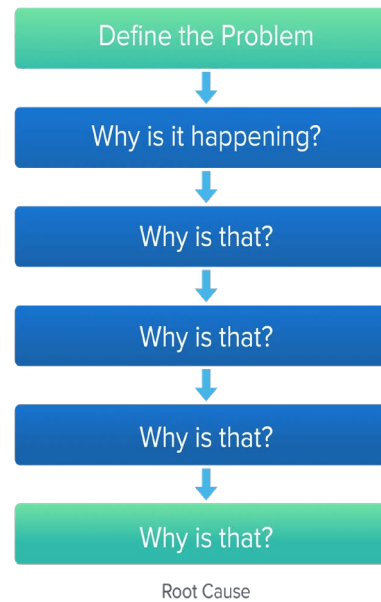 Define the Problem
Why is it happening?
Why is that?
Why is that?
Why is that?
Why is that?
Root Cause